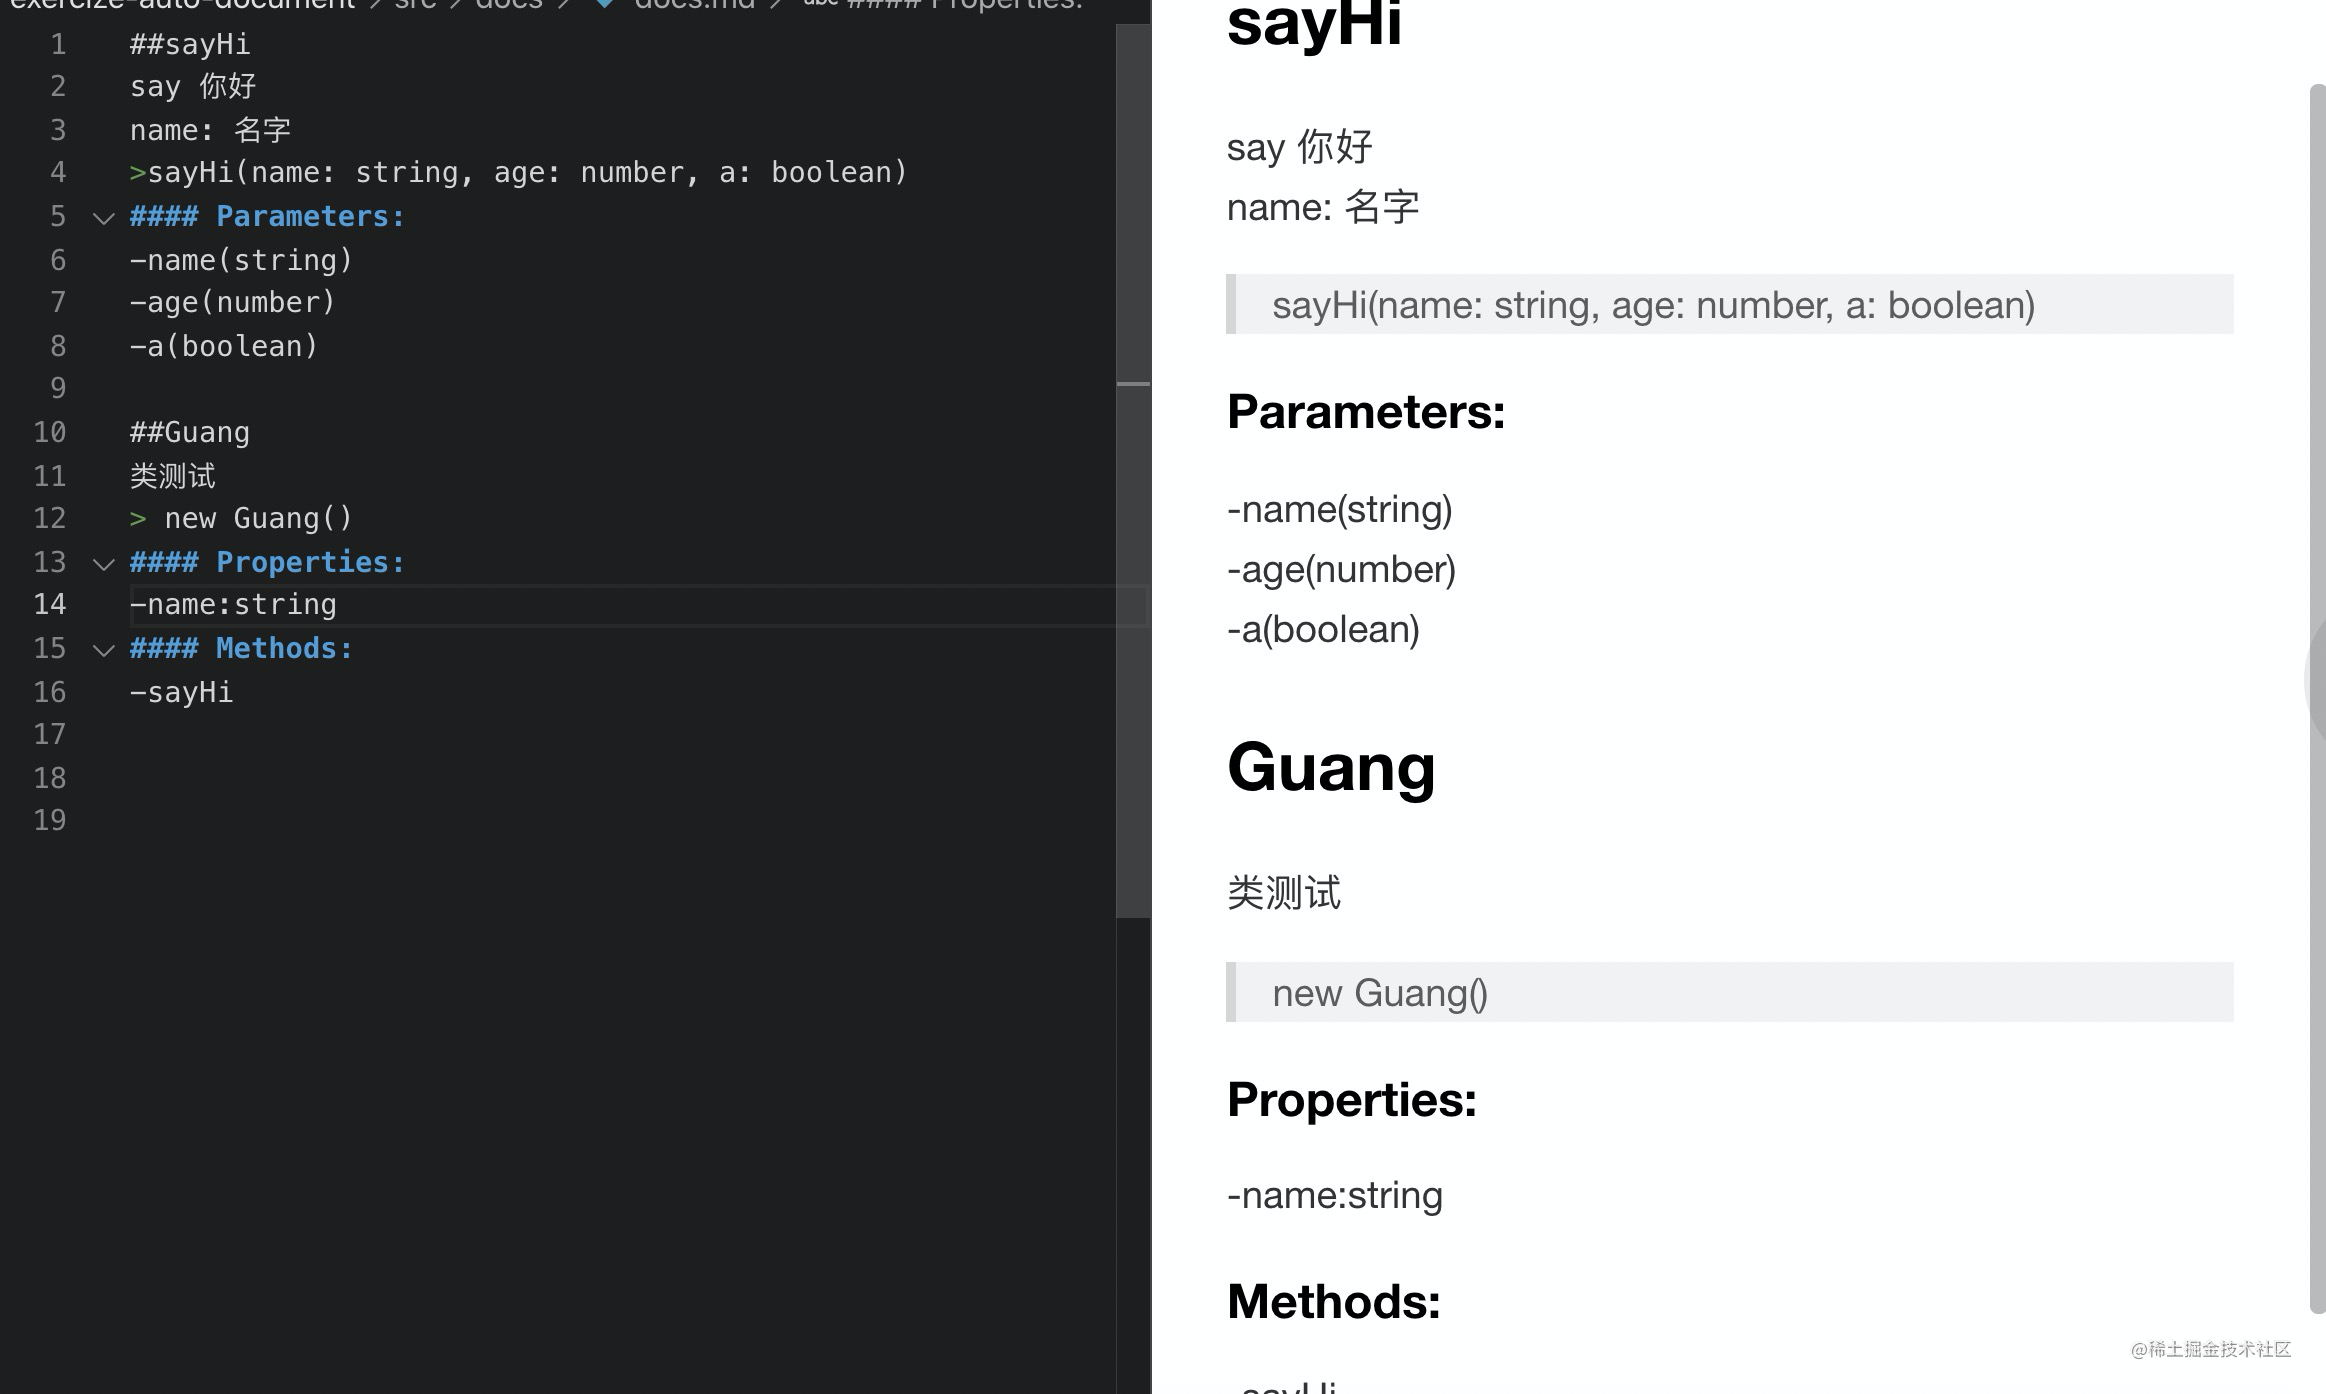 exercize-auto-document > src > docs > docs.md > abc #### Properties:
1 ##sayHi
2 say 你好
3 name: 名字
4 >sayHi(name: string, age: number, a: boolean)
5 #### Parameters:
6 -name(string)
7 -age(number)
8 -a(boolean)
9
10 ##Guang
11 类测试
12 > new Guang()
13 #### Properties:
14 -name:string
15 #### Methods:
16 -sayHi
17
18
19
sayHi
say 你好
name: 名字
sayHi(name: string, age: number, a: boolean)
Parameters:
-name(string)
-age(number)
-a(boolean)
Guang
类测试
new Guang()
Properties:
-name:string
Methods:
-sayHi
@稀土掘金技术社区